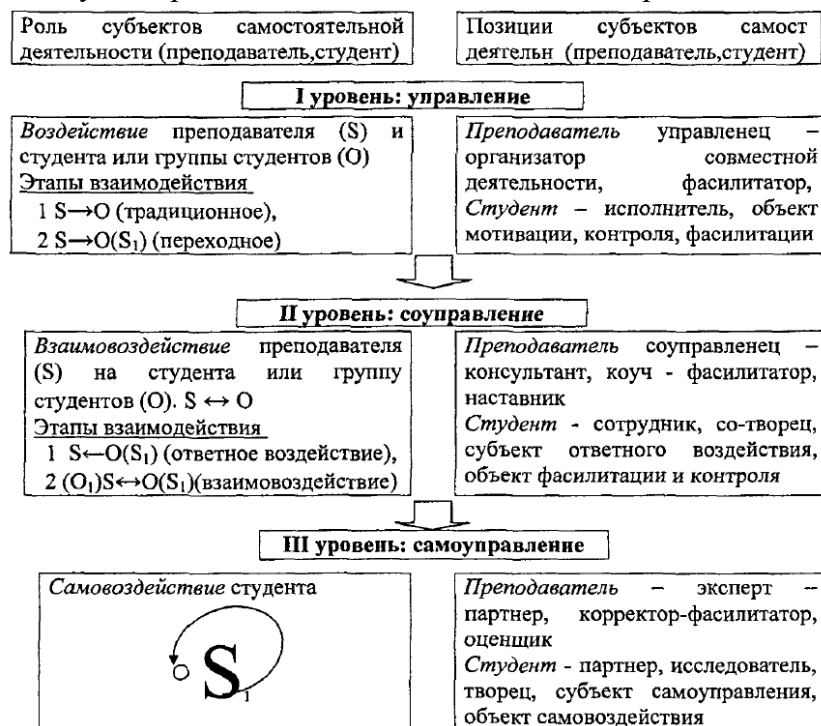 Роль субъектов самостоятельной
деятельности (преподаватель,студент)
Позиции субъектов самост
деятельн (преподаватель,студент)
I уровень: управление
Воздействие преподавателя (S) и
студента или группы студентов (O)
Этапы взаимодействия
1 S→O (традиционное),
2 S→O(S₁) (переходное)
Преподаватель управленец –
организатор совместной
деятельности, фасилитатор,
Студент – исполнитель, объект
мотивации, контроля, фасилитации
II уровень: соуправление
Взаимовоздействие преподавателя
(S) на студента или группу
студентов (O). S ↔ O
Этапы взаимодействия
1 S←O(S₁) (ответное воздействие),
2 (O₁)S↔O(S₁)(взаимовоздействие)
Преподаватель соуправленец –
консультант, коуч - фасилитатор,
наставник
Студент - сотрудник, со-творец,
субъект ответного воздействия,
объект фасилитации и контроля
III уровень: самоуправление
Самовоздействие студента
O S₁
Преподаватель – эксперт –
партнер, корректор-фасилитатор,
оценщик
Студент - партнер, исследователь,
творец, субъект самоуправления,
объект самовоздействия